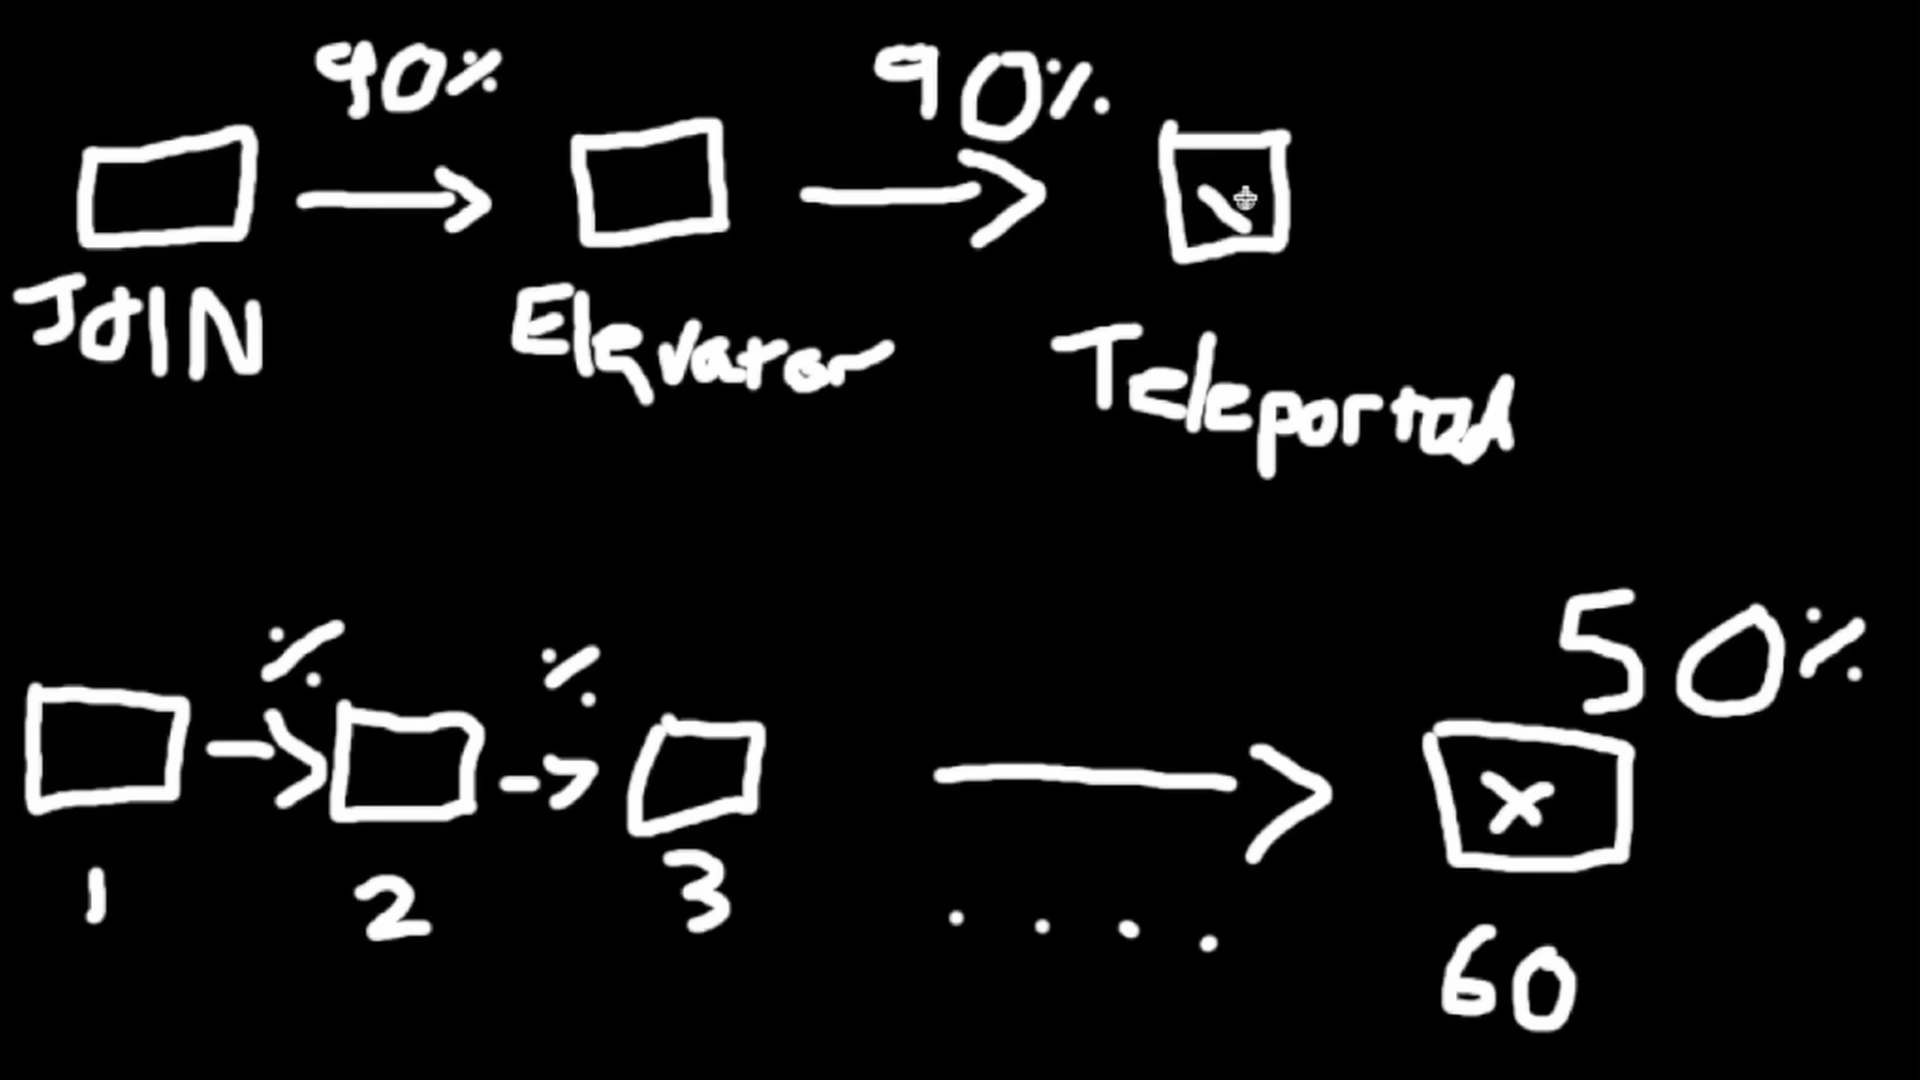 90% 90%
JOIN Elevator Teleported
% % 50%
x
1 2 3 .... 60